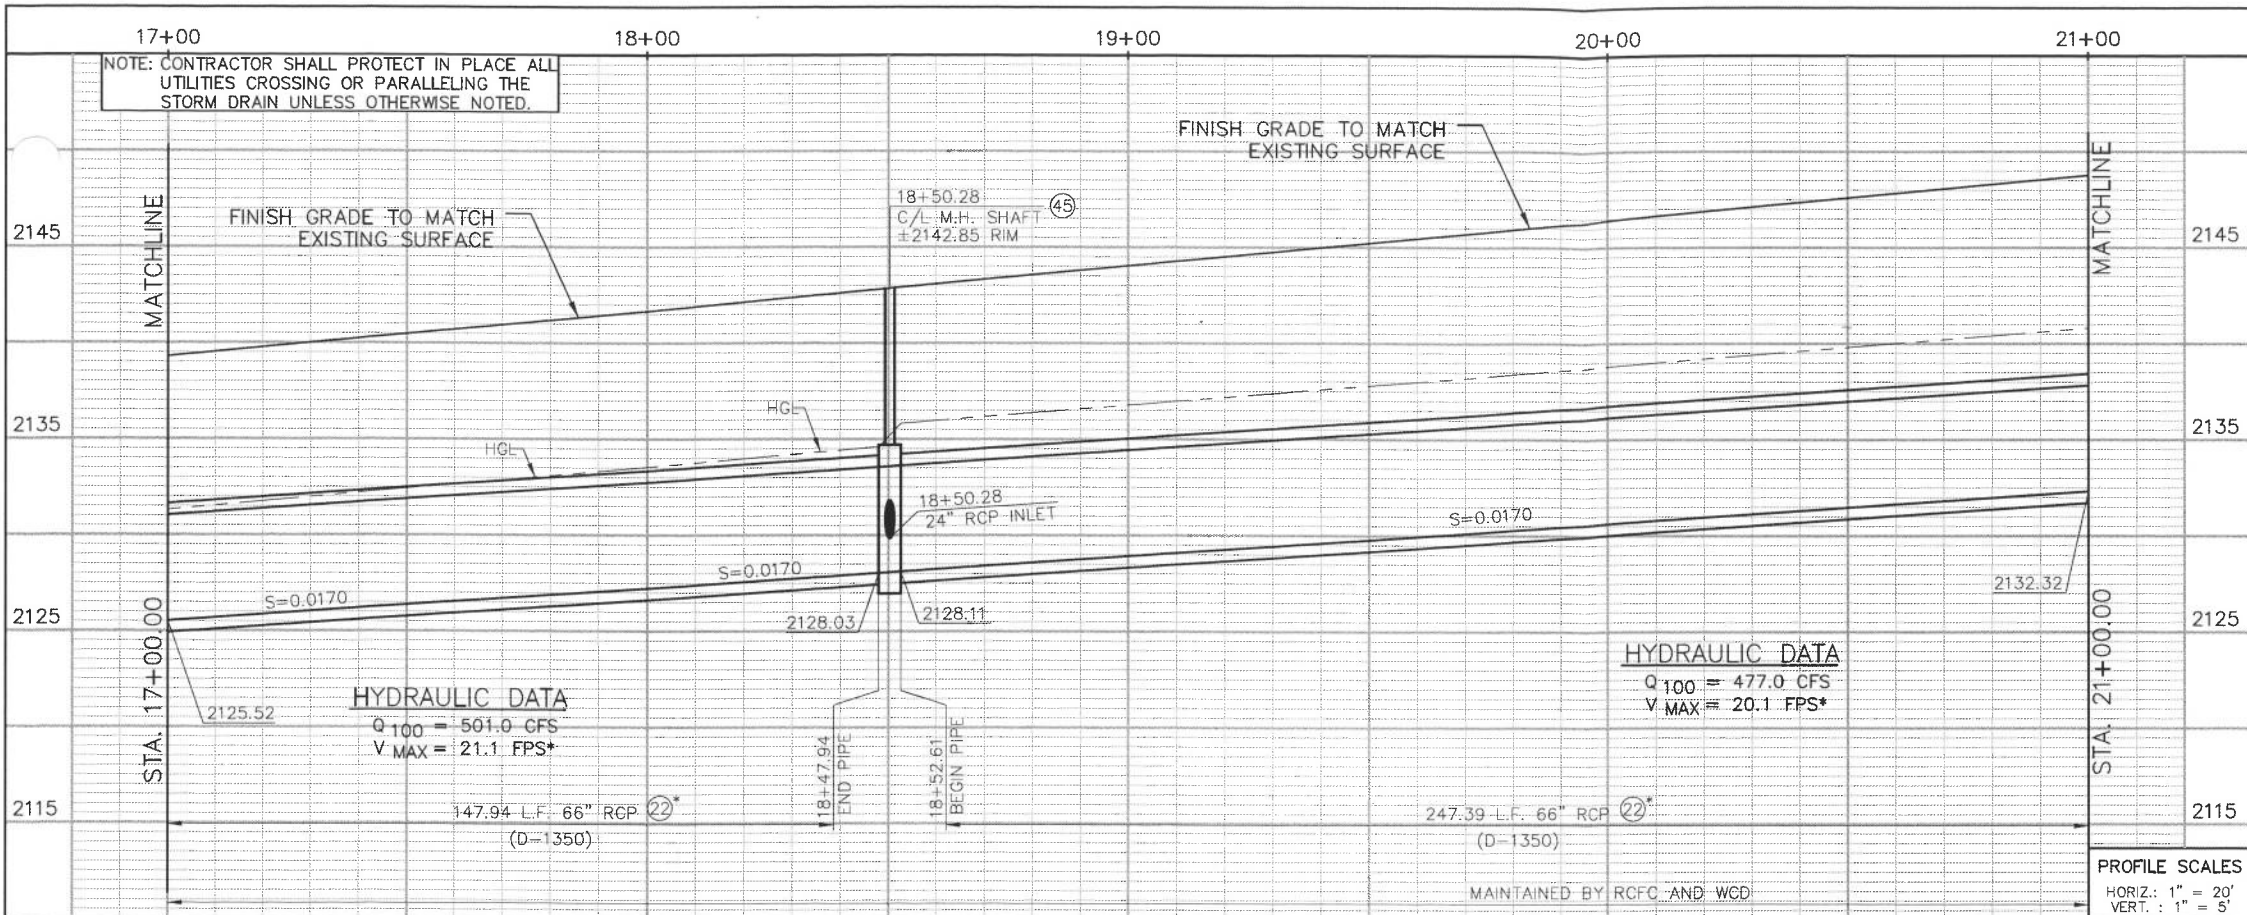 17+00
18+00
19+00
20+00
21+00
NOTE: CONTRACTOR SHALL PROTECT IN PLACE ALL
UTILITIES CROSSING OR PARALLELING THE
STORM DRAIN UNLESS OTHERWISE NOTED.
FINISH GRADE TO MATCH
EXISTING SURFACE
MATCHLINE
MATCHLINE
18+50.28
C/L M.H. SHAFT
±2142.85 RIM
45
FINISH GRADE TO MATCH
EXISTING SURFACE
2145
2145
HGL
HGL
2135
2135
18+50.28
24" RCP INLET
S=0.0170
S=0.0170
S=0.0170
2132.32
2128.03
2128.11
2125
2125
STA. 17+00.00
STA. 21+00.00
2125.52
HYDRAULIC DATA
Q 100 = 501.0 CFS
V MAX = 21.1 FPS*
HYDRAULIC DATA
Q 100 = 477.0 CFS
V MAX = 20.1 FPS*
18+47.94
END PIPE
18+52.61
BEGIN PIPE
2115
2115
147.94 L.F. 66" RCP 22*
(D-1350)
247.39 L.F. 66" RCP 22*
(D-1350)
MAINTAINED BY RCFC AND WCD
PROFILE SCALES
HORIZ.: 1" = 20'
VERT. : 1" = 5'